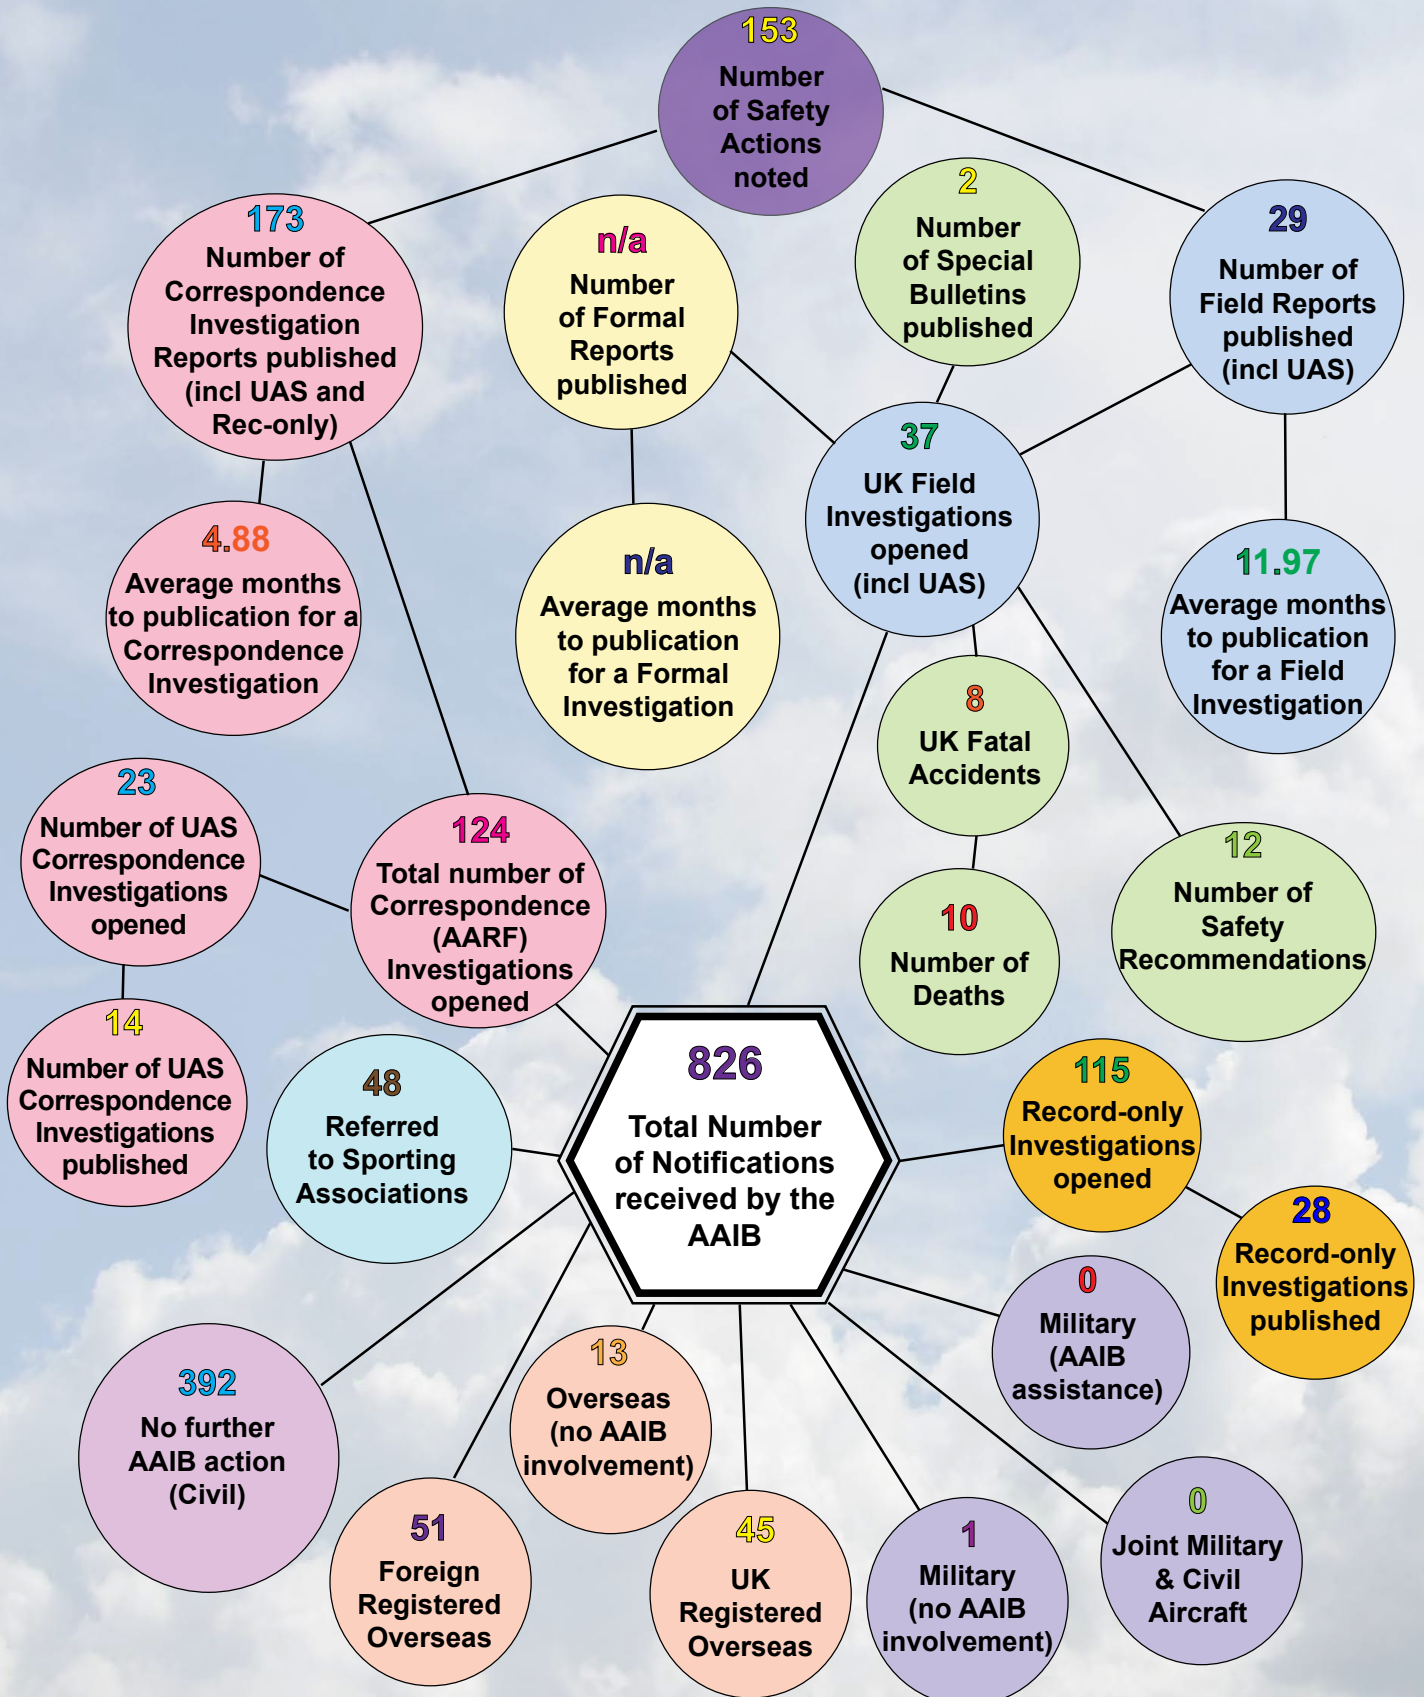 153
Number
of Safety
Actions
noted
173
Number of
Correspondence
Investigation
Reports published
(incl UAS and
Rec-only)
n/a
Number
of Formal
Reports
published
2
Number
of Special
Bulletins
published
29
Number of
Field Reports
published
(incl UAS)
37
UK Field
Investigations
opened
(incl UAS)
4.88
Average months
to publication for a
Correspondence
Investigation
n/a
Average months
to publication
for a Formal
Investigation
11.97
Average months
to publication
for a Field
Investigation
8
UK Fatal
Accidents
23
Number of UAS
Correspondence
Investigations
opened
124
Total number of
Correspondence
(AARF)
Investigations
opened
12
Number of
Safety
Recommendations
10
Number of
Deaths
14
Number of UAS
Correspondence
Investigations
published
48
Referred
to Sporting
Associations
826
Total Number
of Notifications
received by the
AAIB
115
Record-only
Investigations
opened
28
Record-only
Investigations
published
0
Military
(AAIB
assistance)
392
No further
AAIB action
(Civil)
13
Overseas
(no AAIB
involvement)
51
Foreign
Registered
Overseas
45
UK
Registered
Overseas
1
Military
(no AAIB
involvement)
0
Joint Military
& Civil
Aircraft